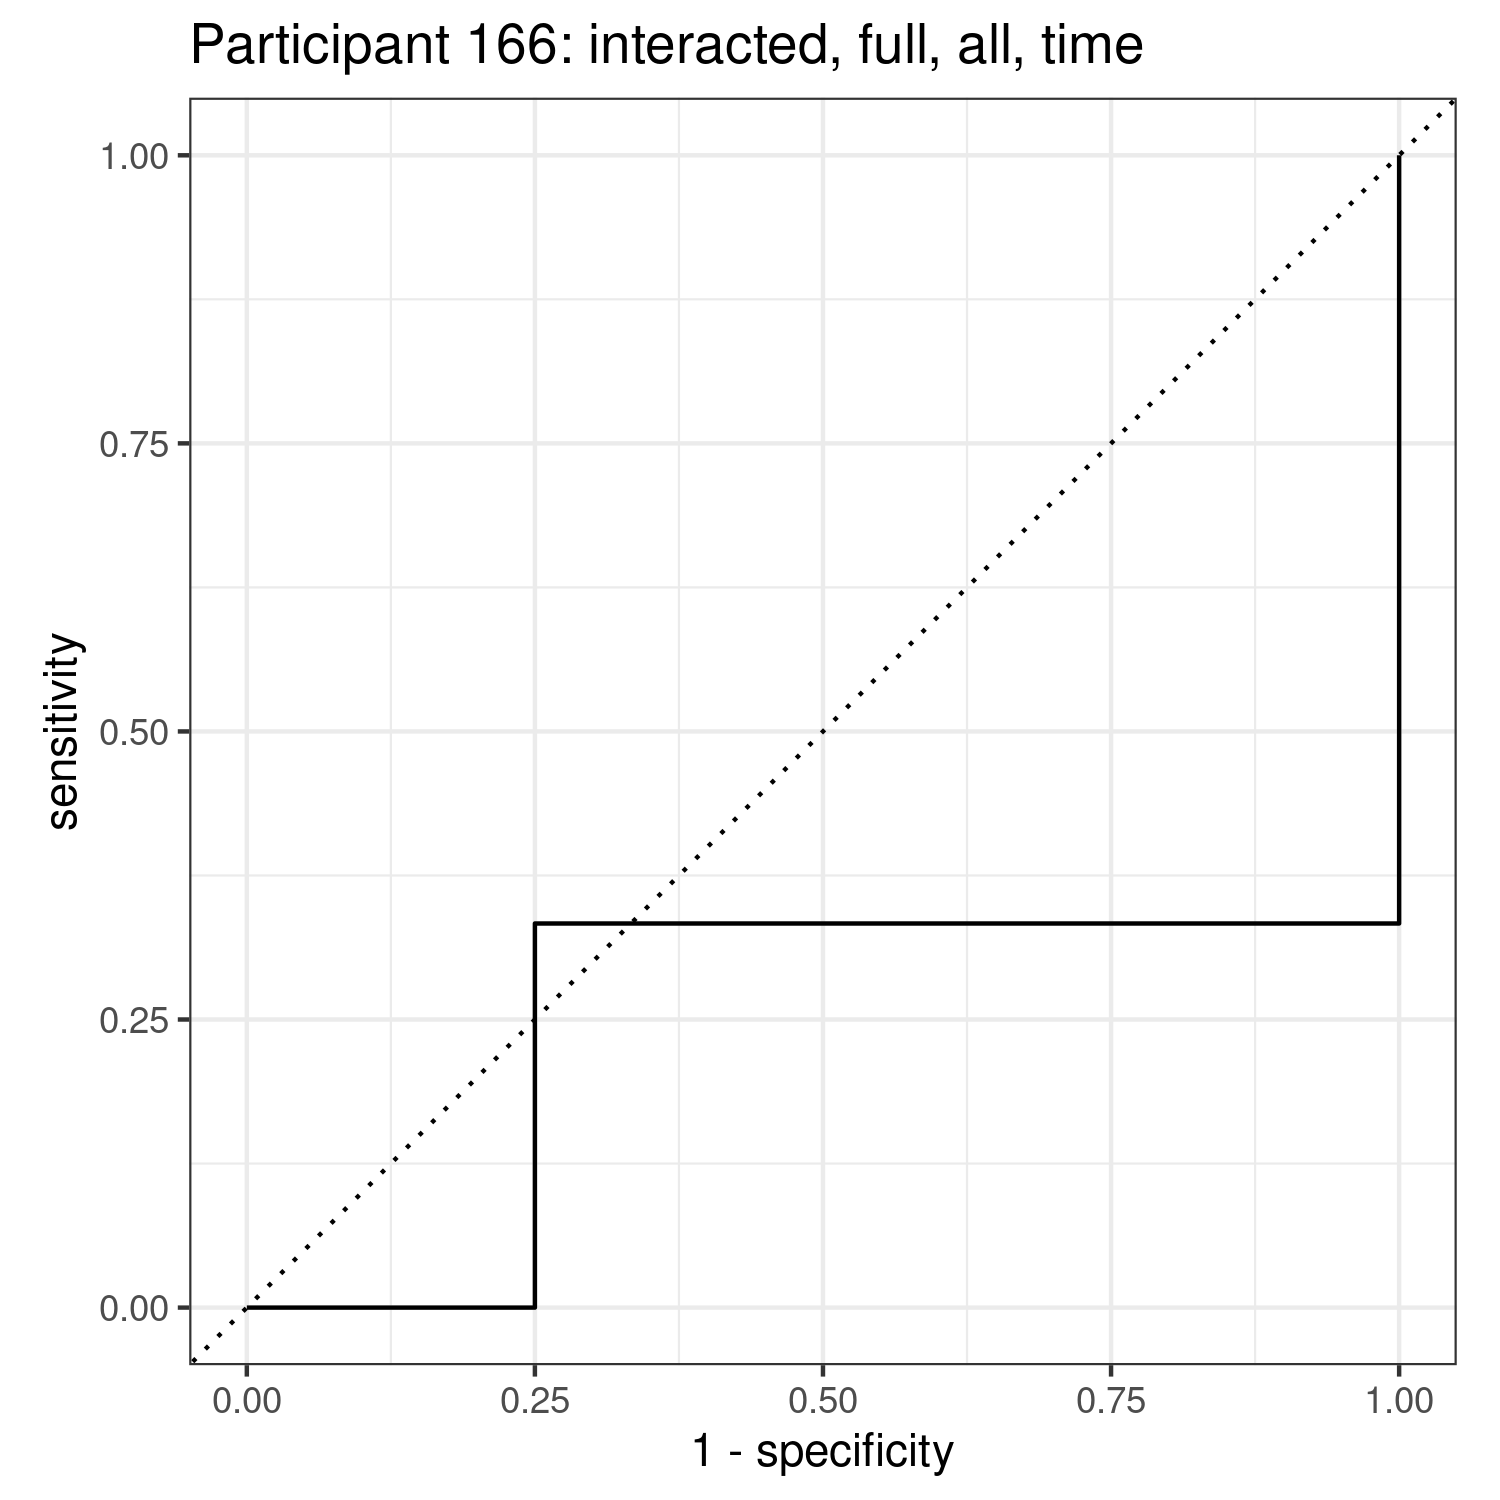 Participant 166: interacted, full, all, time
1.00
0.75
0.50
0.25
0.00
sensitivity
0.00 0.25 0.50 0.75 1.00
1 - specificity